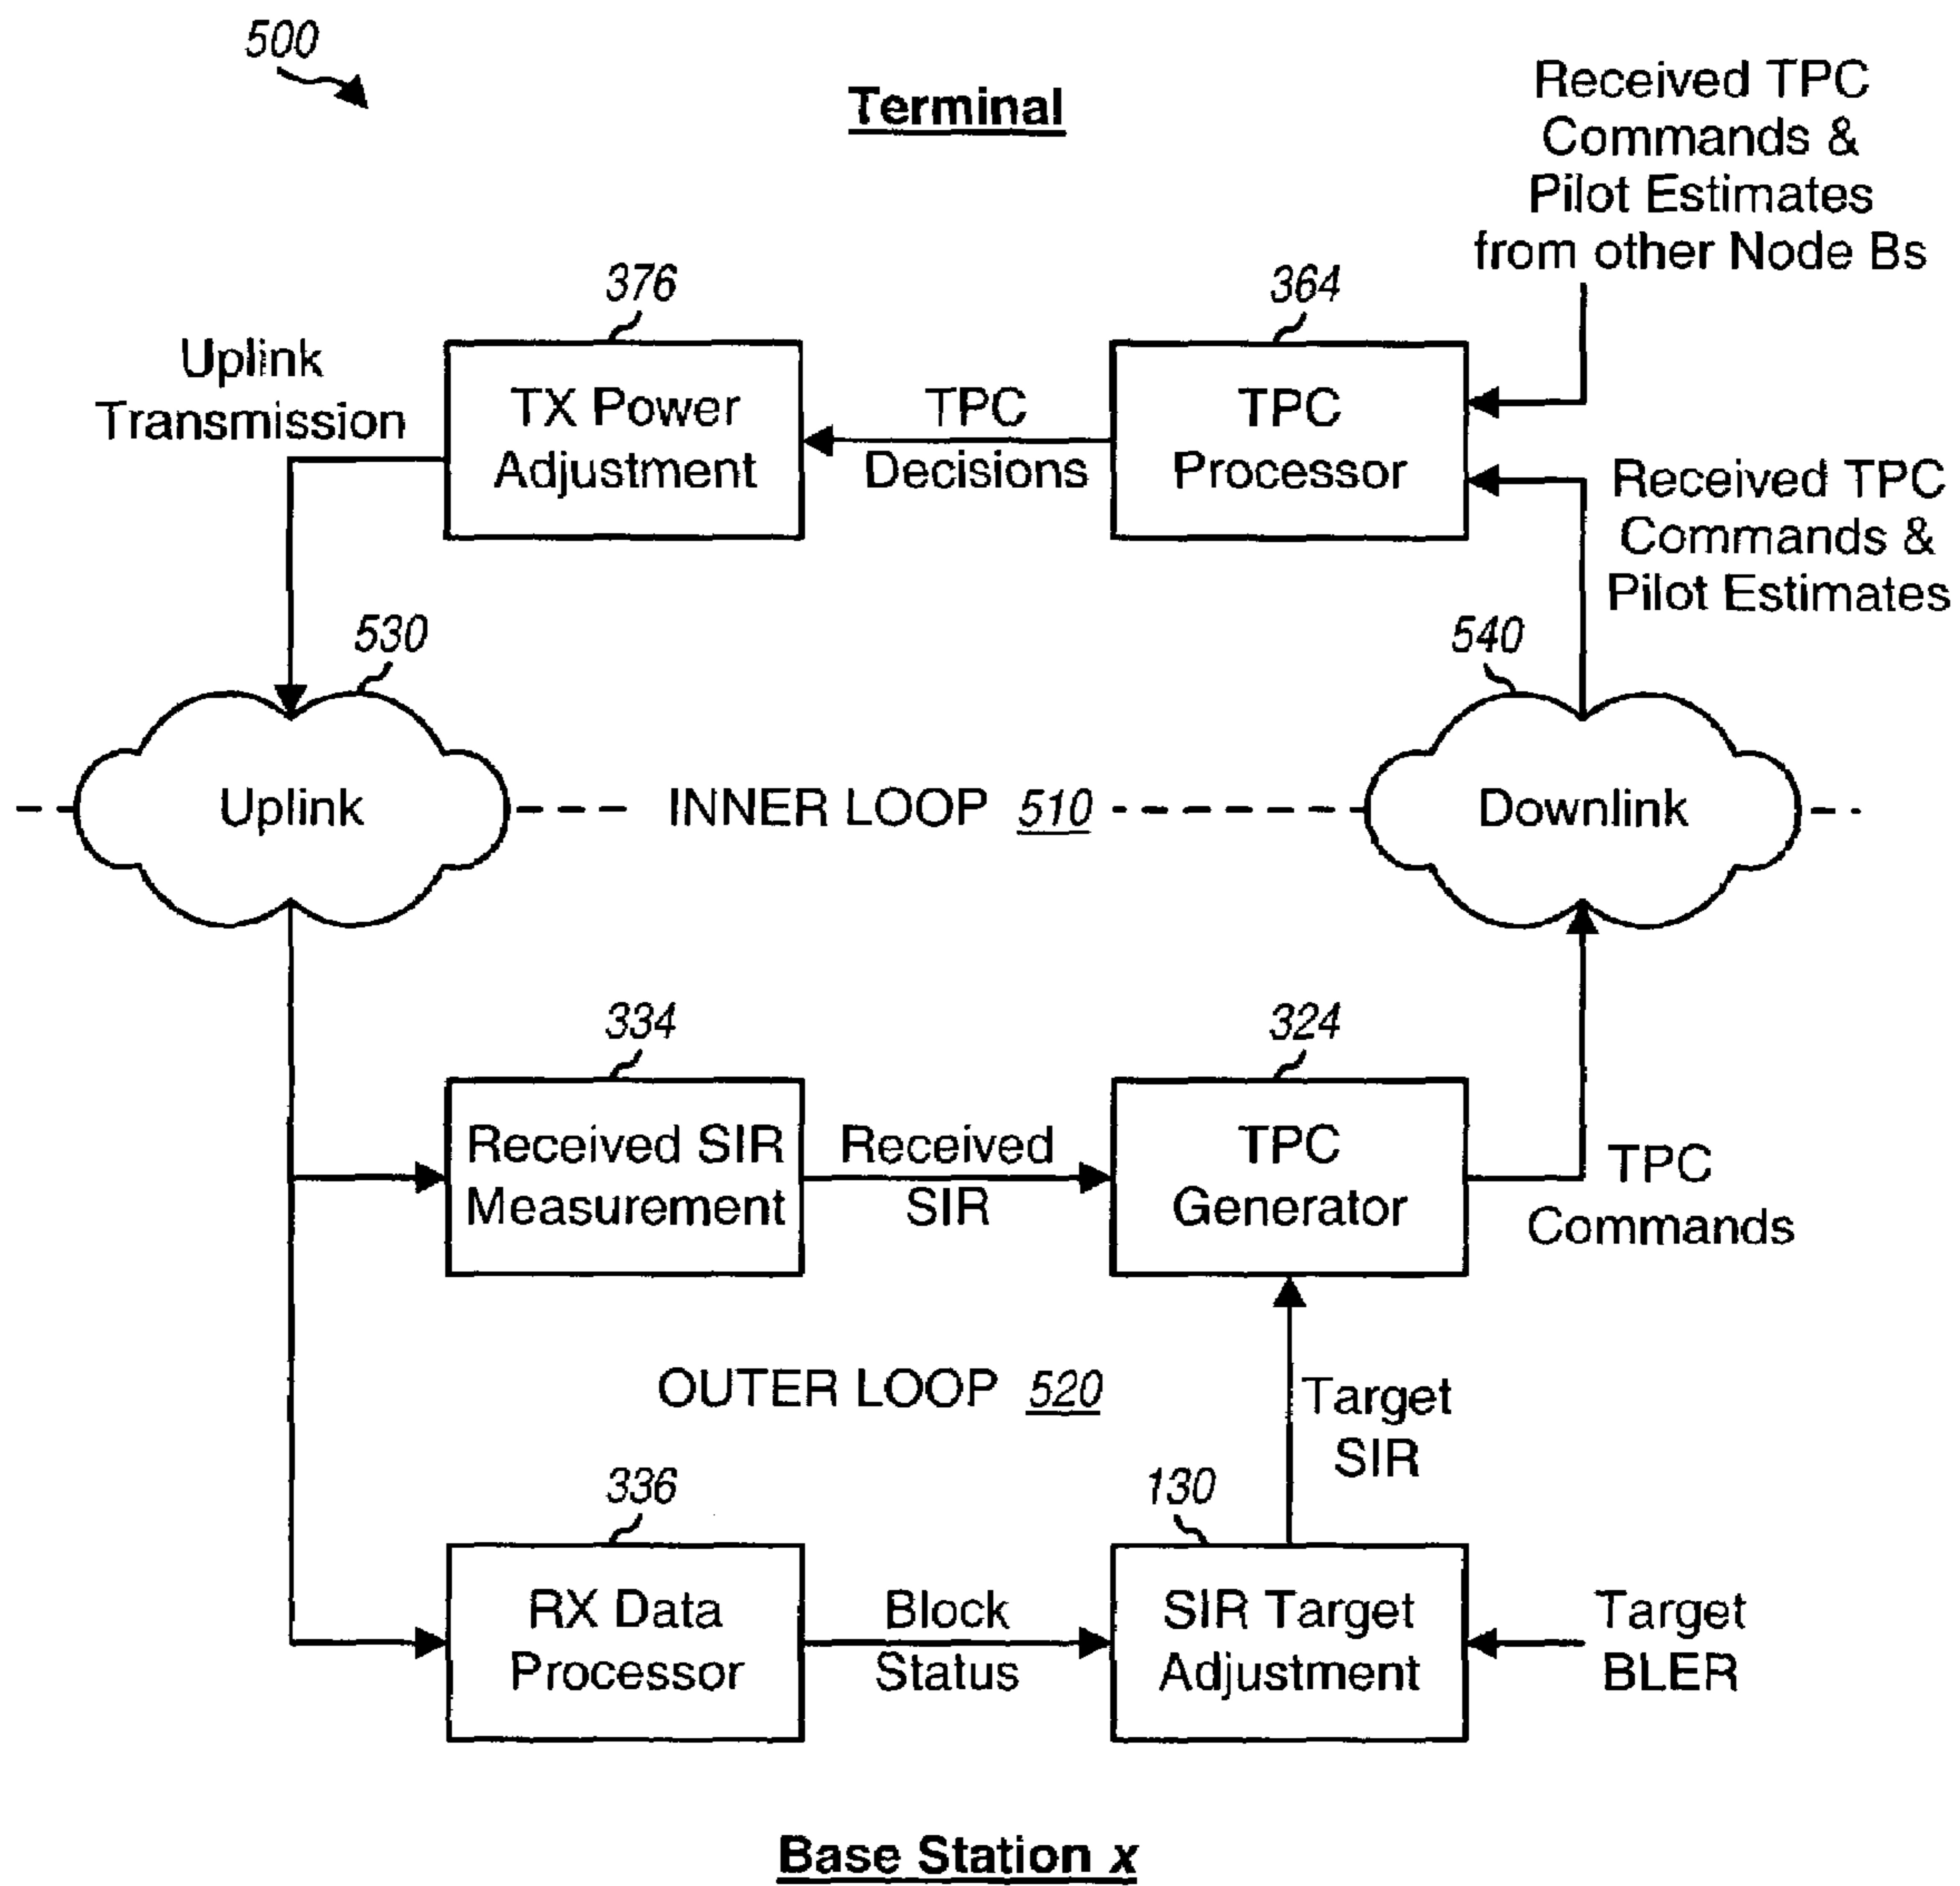 500
Terminal
Received TPC
Commands &
Pilot Estimates
from other Node Bs
376
364
Uplink
Transmission
TX Power
Adjustment
TPC
Decisions
TPC
Processor
Received TPC
Commands &
Pilot Estimates
530
540
Uplink
INNER LOOP 510
Downlink
334
324
Received SIR
Measurement
Received
SIR
TPC
Generator
TPC
Commands
OUTER LOOP 520
Target
SIR
336
130
RX Data
Processor
Block
Status
SIR Target
Adjustment
Target
BLER
Base Station x